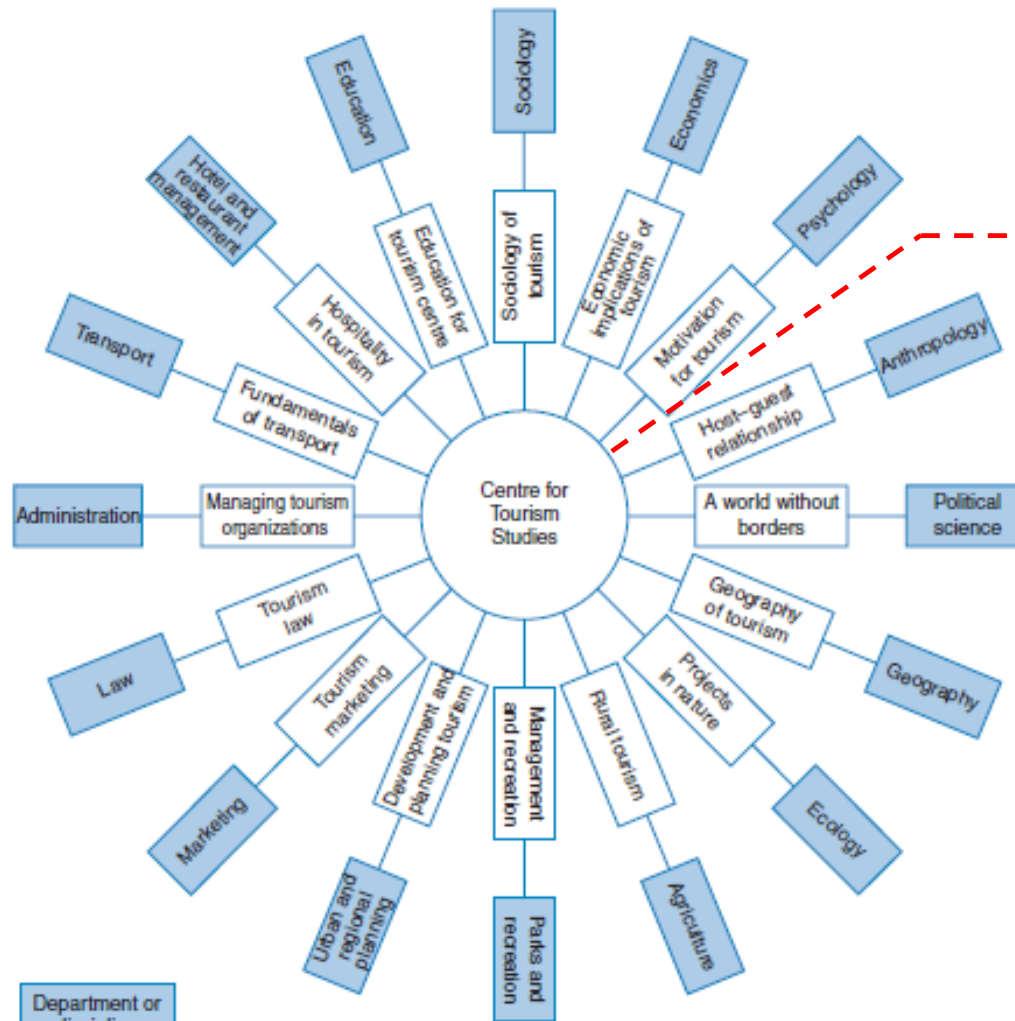 Sociology
Sociology of
tourism
Economics
Economic
implications of
tourism
Psychology
Motivation
for tourism
Anthropology
Host–guest
relationship
Political
science
A world without
borders
Geography
Geography
of tourism
Ecology
Projects
in nature
Agriculture
Rural tourism
Parks and
recreation
Management
and recreation
Urban and
regional
planning
Development and
planning tourism
Marketing
Tourism
marketing
Law
Tourism
law
Administration
Managing tourism
organizations
Transport
Fundamentals
of transport
Hotel and
restaurant
management
Hospitality
in tourism
Education
Education for
tourism centre
Centre for
Tourism
Studies
Department or